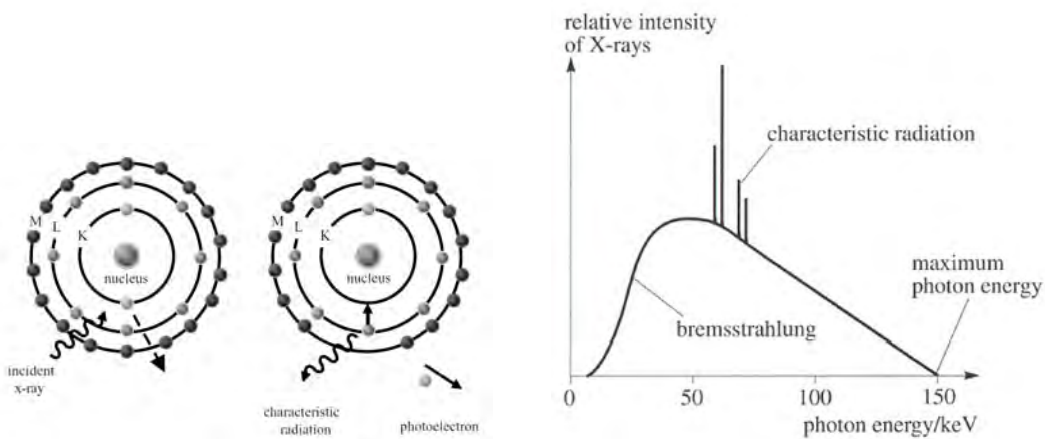 M
L
K
nucleus
incident
x-ray
M
L
K
nucleus
characteristic
radiation
photoelectron
relative intensity
of X-rays
characteristic radiation
maximum
photon energy
bremsstrahlung
0
50
100
150
photon energy/keV